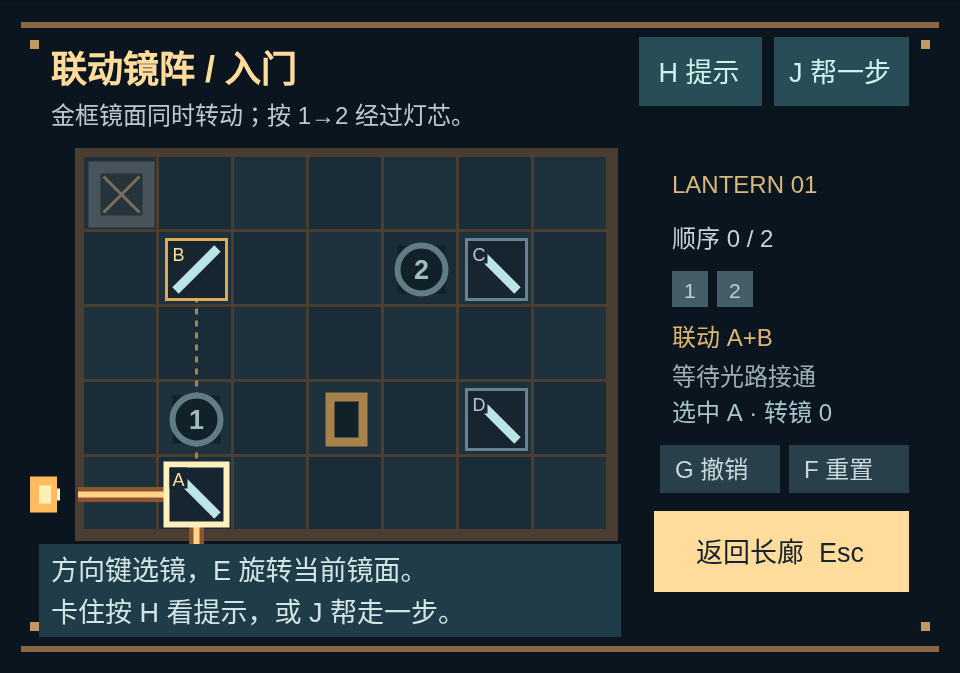 联动镜阵 / 入门
H 提示
J 帮一步
金框镜面同时转动；按 1→2 经过灯芯。
LANTERN 01
顺序 0 / 2
1 2
联动 A+B
等待光路接通
选中 A · 转镜 0
G 撤销
F 重置
返回长廊 Esc
B
2
C
1
D
A
方向键选镜，E 旋转当前镜面。
卡住按 H 看提示，或 J 帮走一步。